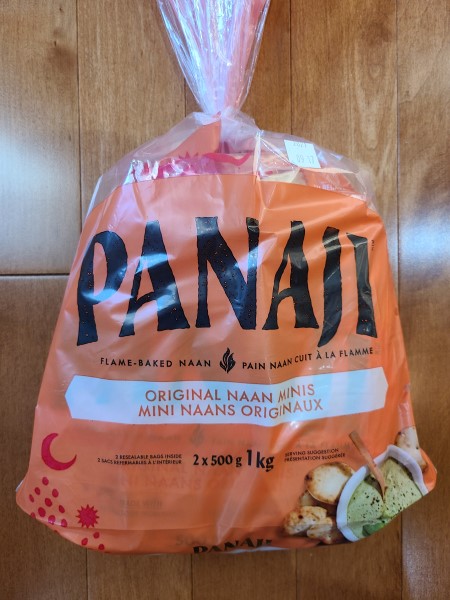 PANAJI
FLAME-BAKED NAAN PAIN NAAN CUIT À LA FLAMME
ORIGINAL NAAN MINIS
MINI NAANS ORIGINAUX
2 RESEALABLE BAGS INSIDE
2 SACS REFERMABLES À L'INTÉRIEUR
2 x 500 g 1 kg
SERVING SUGGESTION
PRÉSENTATION SUGGÉRÉE
PANAJI